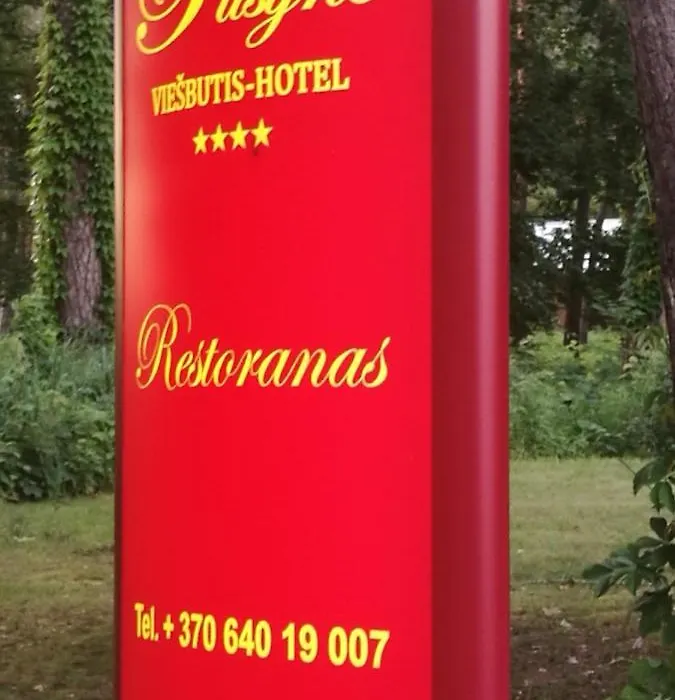 VIEŠBUTIS-HOTEL
Restoranas
Tel. + 370 640 19 007